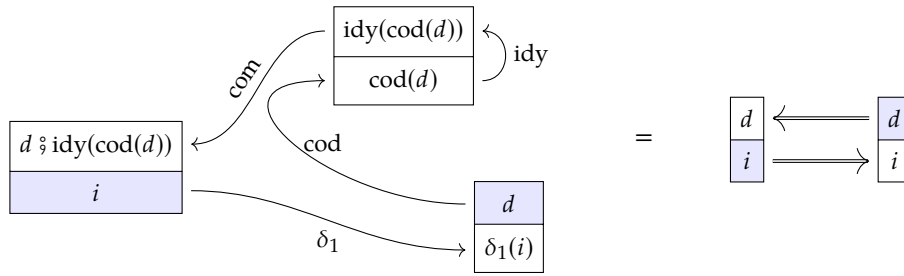 idy(cod(d))
idy
cod(d)
com
cod
d ⨟ idy(cod(d))
i
δ₁
d
δ₁(i)
=
d
i
d
i